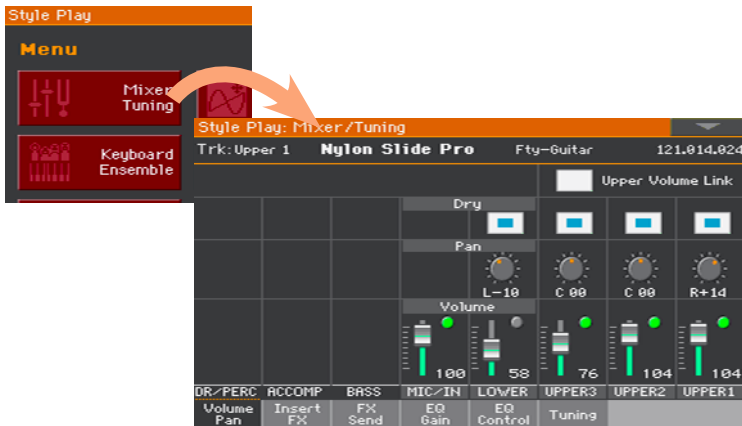 Style Play
Menu
Mixer
Tuning
Keyboard
Ensemble
Style Play: Mixer/Tuning
Trk: Upper 1 Nylon Slide Pro Fty-Guitar 121.014.024
Upper Volume Link
Dry
Pan
L-10 C 00 C 00 R+14
Volume
100 58 76 104 104
DR/PERC ACCOMP BASS MIC/IN LOWER UPPER3 UPPER2 UPPER1
Volume Insert FX EQ EQ Tuning
Pan FX Send Gain Control